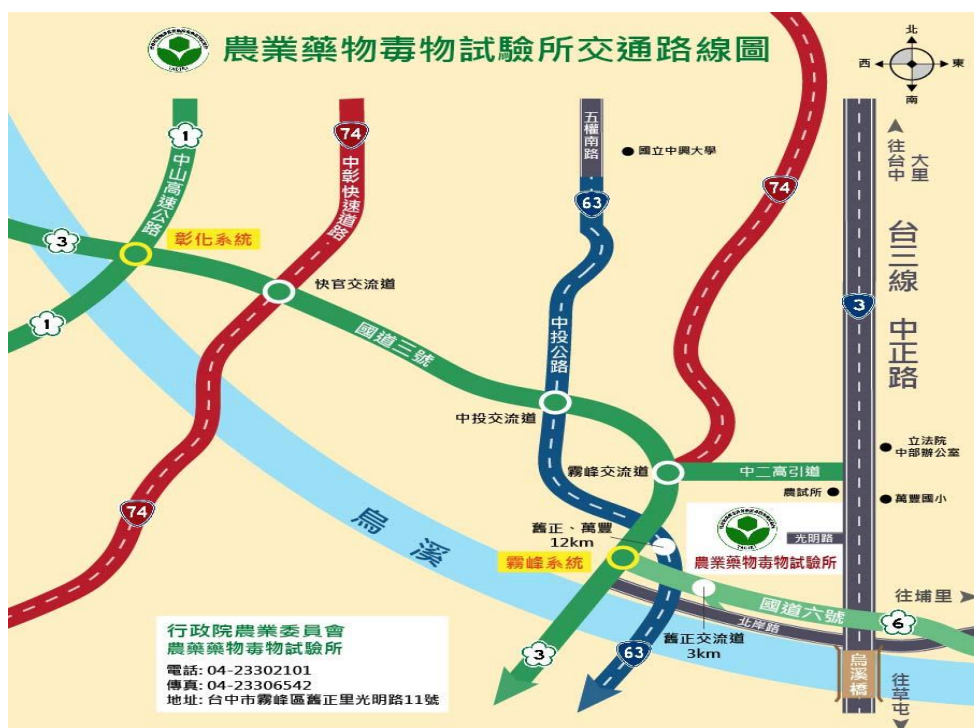 農業藥物毒物試驗所交通路線圖
北
西
東
南
1
中山高速公路
74
中彰快速道路
五權南路
國立中興大學
往台中
大里
63
74
3
彰化系統
1
快官交流道
國道三號
中投公路
台三線 中正路
3
中投交流道
霧峰交流道
中二高引道
立法院
中部辦公室
農試所
萬豐國小
74
烏溪
舊正、萬豐
12km
光明路
農業藥物毒物試驗所
霧峰系統
往埔里
國道六號
6
北岸路
舊正交流道
3km
3
63
烏溪橋
往草屯
行政院農業委員會
農藥藥物毒物試驗所
電話: 04-23302101
傳真: 04-23306542
地址: 台中市霧峰區舊正里光明路11號